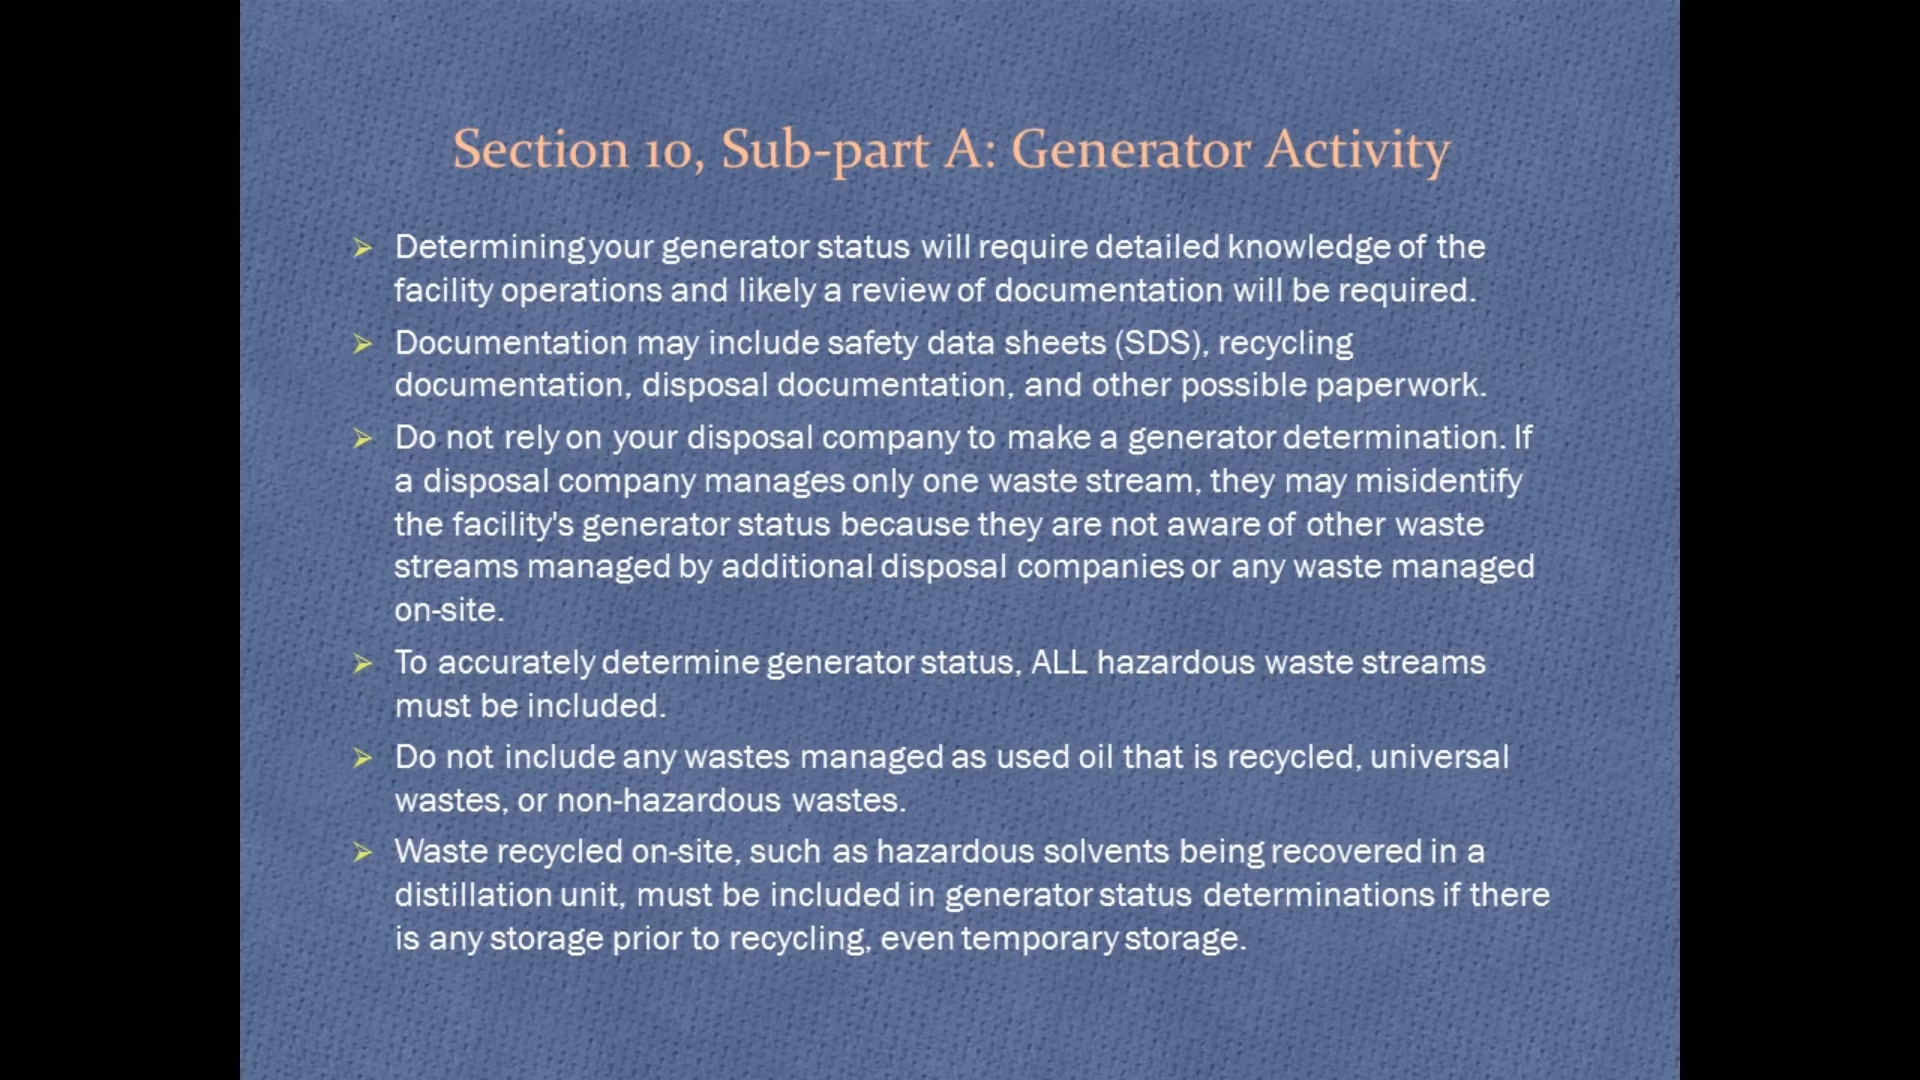 Section 10, Sub-part A: Generator Activity
Determining your generator status will require detailed knowledge of the
facility operations and likely a review of documentation will be required.
Documentation may include safety data sheets (SDS), recycling
documentation, disposal documentation, and other possible paperwork.
Do not rely on your disposal company to make a generator determination. If
a disposal company manages only one waste stream, they may misidentify
the facility's generator status because they are not aware of other waste
streams managed by additional disposal companies or any waste managed
on-site.
To accurately determine generator status, ALL hazardous waste streams
must be included.
Do not include any wastes managed as used oil that is recycled, universal
wastes, or non-hazardous wastes.
Waste recycled on-site, such as hazardous solvents being recovered in a
distillation unit, must be included in generator status determinations if there
is any storage prior to recycling, even temporary storage.